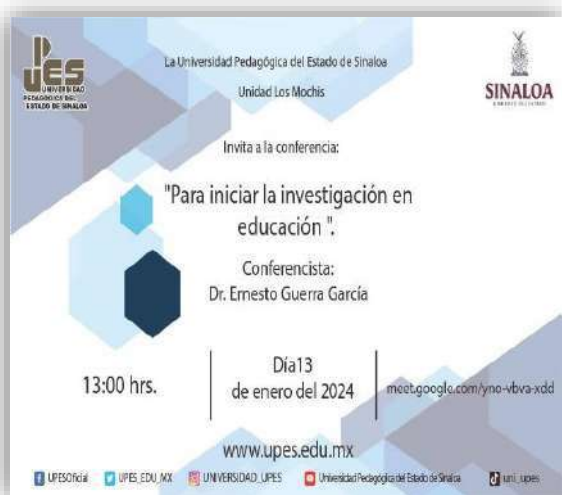 UPES
UNIVERSIDAD
PEDAGÓGICA DEL
ESTADO DE SINALOA
La Universidad Pedagógica del Estado de Sinaloa
Unidad Los Mochis
SINALOA
Invita a la conferencia:
"Para iniciar la investigación en
educación ".
Conferencista:
Dr. Ernesto Guerra García
13:00 hrs.
Día13
de enero del 2024
meet.google.com/yno-vbva-xdd
www.upes.edu.mx
UPESOficial
UPES_EDU_MX
UNIVERSIDAD_UPES
Universidad Pedagógica del Estado de Sinaloa
uni_upes